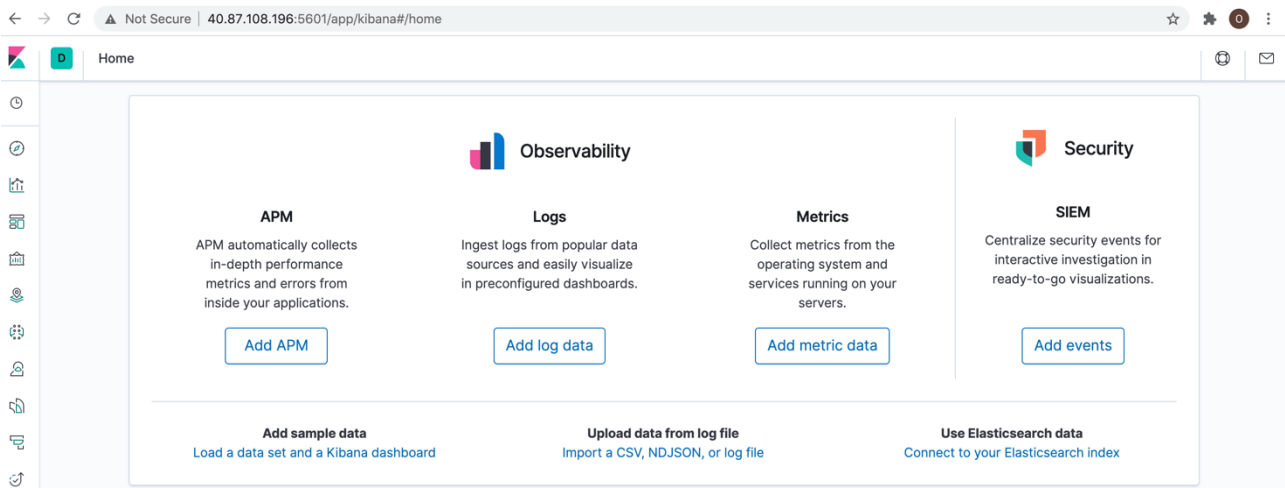 Not Secure | 40.87.108.196:5601/app/kibana#/home
O
D
Home
Observability
Security
APM
APM automatically collects
in-depth performance
metrics and errors from
inside your applications.
Add APM
Logs
Ingest logs from popular data
sources and easily visualize
in preconfigured dashboards.
Add log data
Metrics
Collect metrics from the
operating system and
services running on your
servers.
Add metric data
SIEM
Centralize security events for
interactive investigation in
ready-to-go visualizations.
Add events
Add sample data
Load a data set and a Kibana dashboard
Upload data from log file
Import a CSV, NDJSON, or log file
Use Elasticsearch data
Connect to your Elasticsearch index